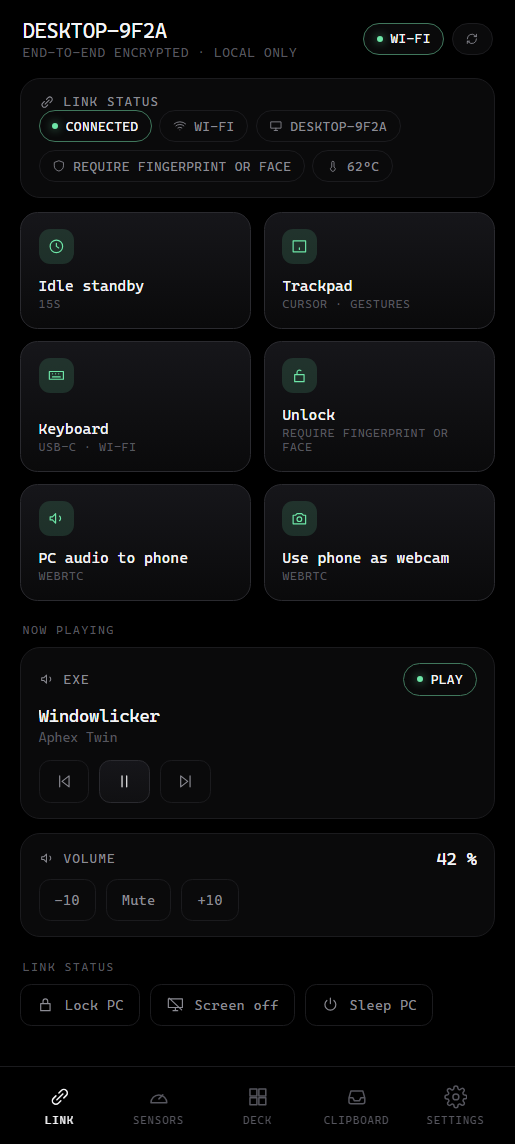 DESKTOP-9F2A
END-TO-END ENCRYPTED · LOCAL ONLY
WI-FI
LINK STATUS
CONNECTED
WI-FI
DESKTOP-9F2A
REQUIRE FINGERPRINT OR FACE
62°C
Idle standby
15S
Trackpad
CURSOR · GESTURES
Keyboard
USB-C · WI-FI
Unlock
REQUIRE FINGERPRINT OR
FACE
PC audio to phone
WEBRTC
Use phone as webcam
WEBRTC
NOW PLAYING
EXE
PLAY
Windowlicker
Aphex Twin
VOLUME
42 %
-10
Mute
+10
LINK STATUS
Lock PC
Screen off
Sleep PC
LINK
SENSORS
DECK
CLIPBOARD
SETTINGS